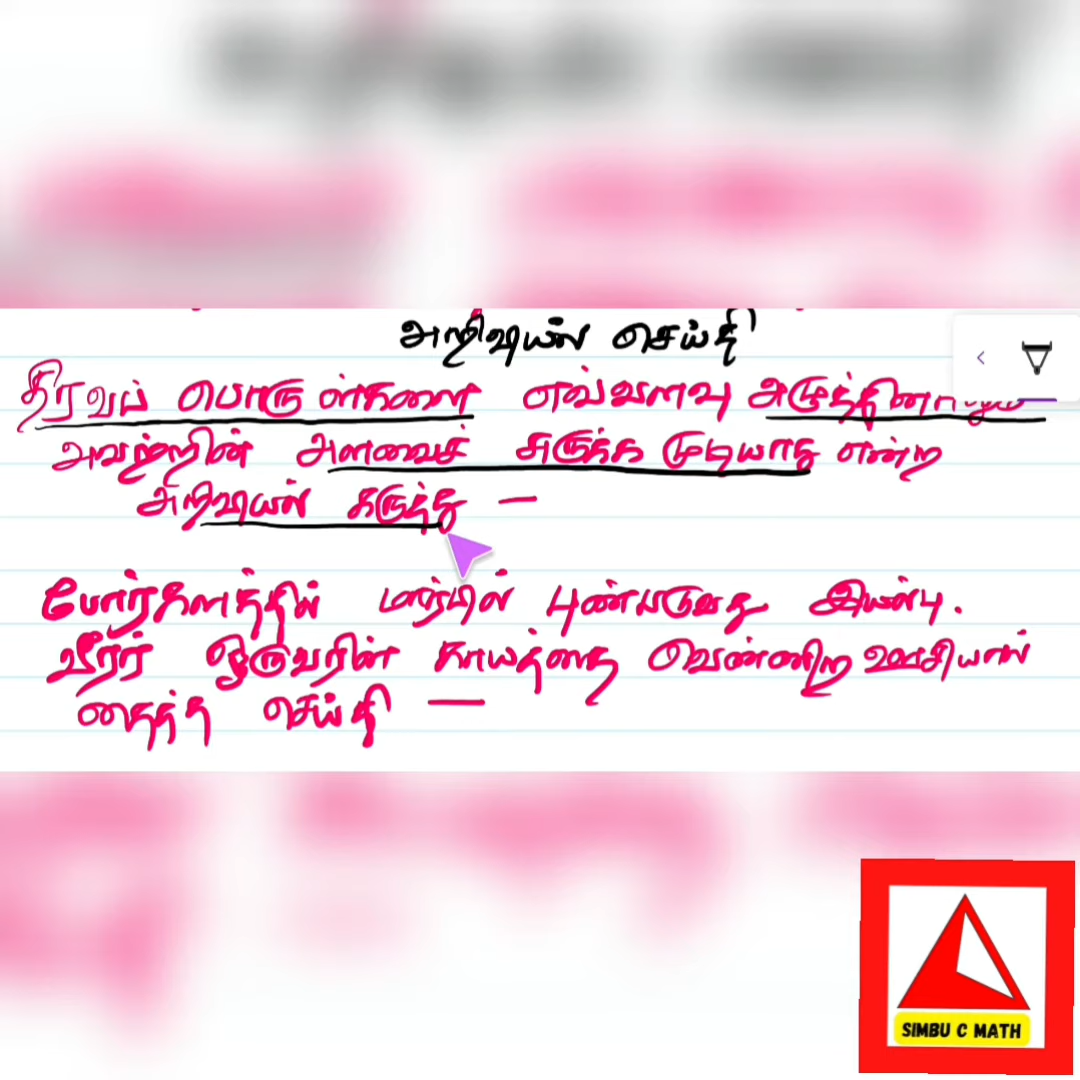 அறிவியல் செய்தி
திரவப் பொருள்களை எவ்வளவு அழுத்தினாலும்
அவற்றின் அளவைச் சுருக்க முடியாது என்ற
அறிவியல் கருத்து —
போர்களத்தில் மார்பில் புண்படுவது இயல்பு.
வீரர் ஒருவரின் காயத்தை வெண்ணிற ஊசியால்
தைத்த செய்தி —
SIMBU C MATH